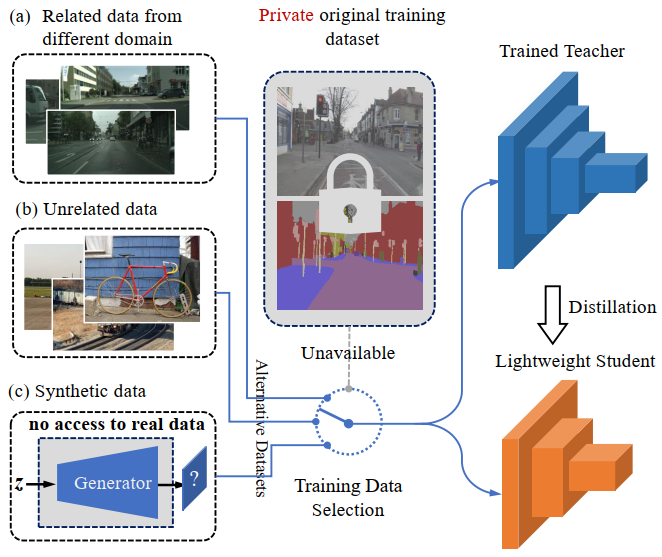 (a) Related data from
different domain
Private original training
dataset
Trained Teacher
(b) Unrelated data
Unavailable
Distillation
Lightweight Student
(c) Synthetic data
no access to real data
z
Generator
?
Alternative Datasets
Training Data
Selection